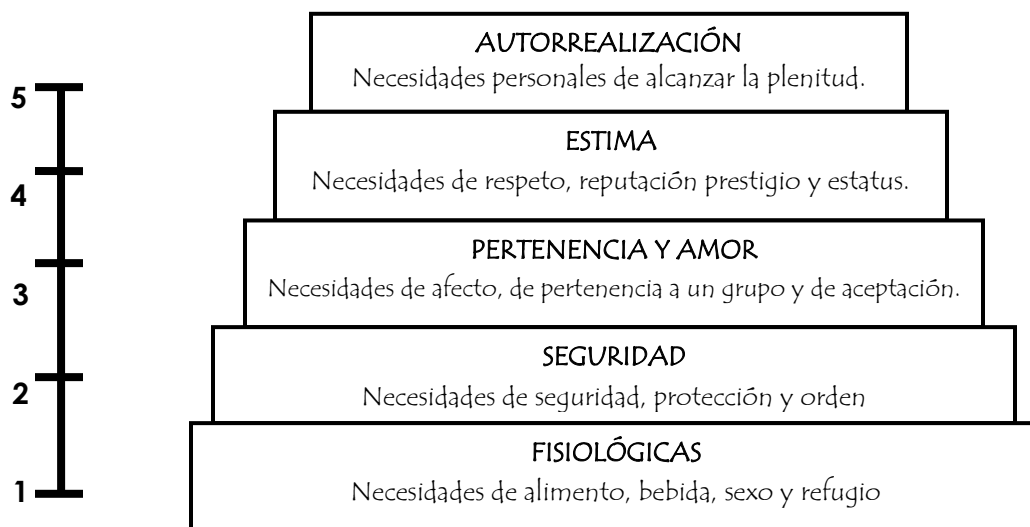 AUTORREALIZACIÓN
Necesidades personales de alcanzar la plenitud.
5
ESTIMA
Necesidades de respeto, reputación prestigio y estatus.
4
PERTENENCIA Y AMOR
Necesidades de afecto, de pertenencia a un grupo y de aceptación.
3
SEGURIDAD
Necesidades de seguridad, protección y orden
2
FISIOLÓGICAS
Necesidades de alimento, bebida, sexo y refugio
1